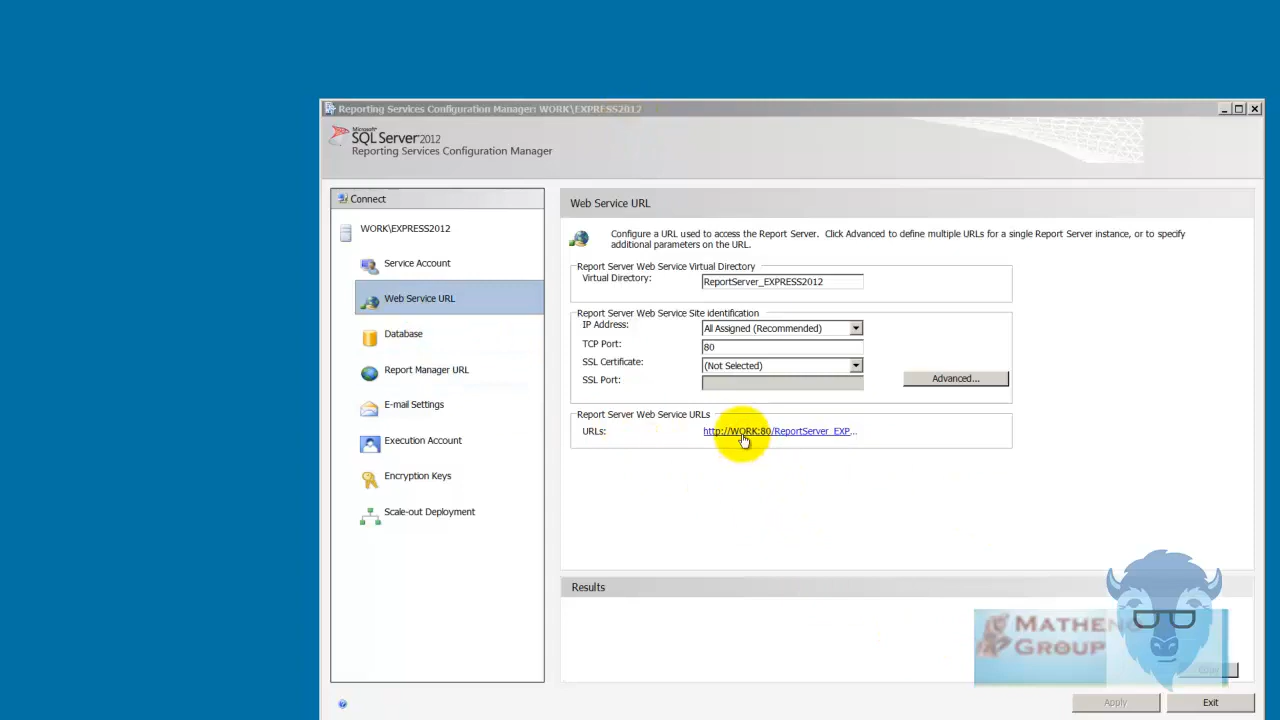 Reporting Services Configuration Manager: WORK\EXPRESS2012
Microsoft
SQL Server 2012
Reporting Services Configuration Manager
Connect
WORK\EXPRESS2012
Service Account
Web Service URL
Database
Report Manager URL
E-mail Settings
Execution Account
Encryption Keys
Scale-out Deployment
Web Service URL
Configure a URL used to access the Report Server. Click Advanced to define multiple URLs for a single Report Server instance, or to specify
additional parameters on the URL.
Report Server Web Service Virtual Directory
Virtual Directory: ReportServer_EXPRESS2012
Report Server Web Service Site identification
IP Address: All Assigned (Recommended)
TCP Port: 80
SSL Certificate: (Not Selected)
SSL Port:
Advanced...
Report Server Web Service URLs
URLs: http://WORK:80/ReportServer_EXP...
Results
MATHENG
GROUP
Apply
Exit